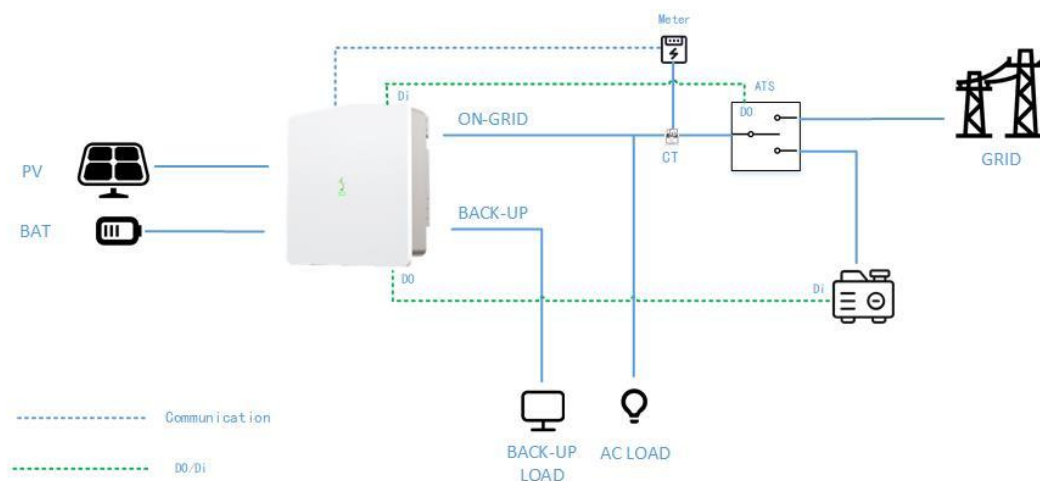 Meter
Di
ATS
DO
ON-GRID
CT
GRID
PV
BACK-UP
BAT
DO
Di
Communication
BACK-UP
LOAD
AC LOAD
DO/Di